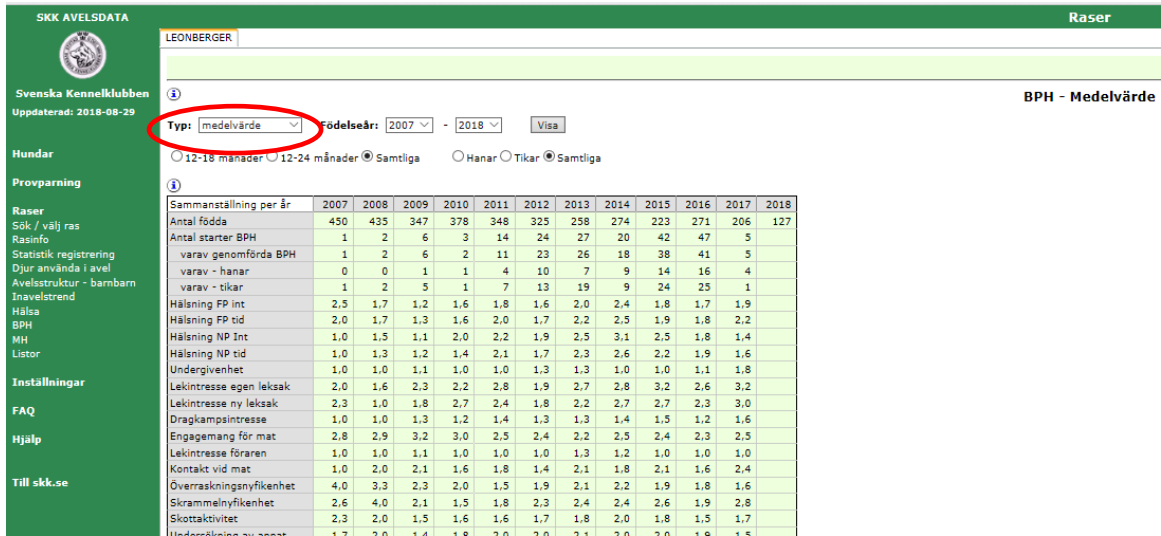 SKK AVELSDATA
Raser
LEONBERGER
Svenska Kennelklubben
Uppdaterad: 2018-08-29
BPH - Medelvärde
Typ: medelvärde Födelseår: 2007 - 2018 Visa
12-18 månader 12-24 månader Samtliga Hanar Tikar Samtliga
Hundar
Provparning
Raser
Sök / välj ras
Rasinfo
Statistik registrering
Djur använda i avel
Avelsstruktur - barnbarn
Inavelstrend
Hälsa
BPH
MH
Listor
Inställningar
FAQ
Hjälp
Till skk.se
Sammanställning per år 2007 2008 2009 2010 2011 2012 2013 2014 2015 2016 2017 2018
Antal födda 450 435 347 378 348 325 258 274 223 271 206 127
Antal starter BPH 1 2 6 3 14 24 27 20 42 47 5
varav genomförda BPH 1 2 6 2 11 23 26 18 38 41 5
varav - hanar 0 0 1 1 4 10 7 9 14 16 4
varav - tikar 1 2 5 1 7 13 19 9 24 25 1
Hälsning FP int 2,5 1,7 1,2 1,6 1,8 1,6 2,0 2,4 1,8 1,7 1,9
Hälsning FP tid 2,0 1,7 1,3 1,6 2,0 1,7 2,2 2,5 1,9 1,8 2,2
Hälsning NP Int 1,0 1,5 1,1 2,0 2,2 1,9 2,5 3,1 2,5 1,8 1,4
Hälsning NP tid 1,0 1,3 1,2 1,4 2,1 1,7 2,3 2,6 2,2 1,9 1,6
Undergivenhet 1,0 1,0 1,1 1,0 1,0 1,3 1,3 1,0 1,0 1,1 1,8
Lekintresse egen leksak 2,0 1,6 2,3 2,2 2,8 1,9 2,7 2,8 3,2 2,6 3,2
Lekintresse ny leksak 2,3 1,0 1,8 2,7 2,4 1,8 2,2 2,7 2,7 2,3 3,0
Dragkampsintresse 1,0 1,0 1,3 1,2 1,4 1,3 1,3 1,4 1,5 1,2 1,6
Engagemang för mat 2,8 2,9 3,2 3,0 2,5 2,4 2,2 2,5 2,4 2,3 2,5
Lekintresse föraren 1,0 1,0 1,1 1,0 1,0 1,0 1,3 1,2 1,0 1,0 1,0
Kontakt vid mat 1,0 2,0 2,1 1,6 1,8 1,4 2,1 1,8 2,1 1,6 2,4
Överraskningsnyfikenhet 4,0 3,3 2,3 2,0 1,5 1,9 2,1 2,2 1,9 1,8 1,6
Skrammelnyfikenhet 2,6 4,0 2,1 1,5 1,8 2,3 2,4 2,4 2,6 1,9 2,8
Skottaktivitet 2,3 2,0 1,5 1,6 1,6 1,7 1,8 2,0 1,8 1,5 1,7
Undersökning av annat 1,7 2,0 1,4 1,8 2,0 2,0 2,1 2,0 2,0 1,9 1,5